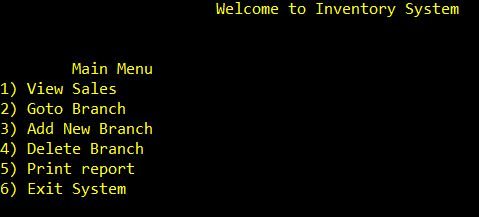 Welcome to Inventory System
Main Menu
1) View Sales
2) Goto Branch
3) Add New Branch
4) Delete Branch
5) Print report
6) Exit System